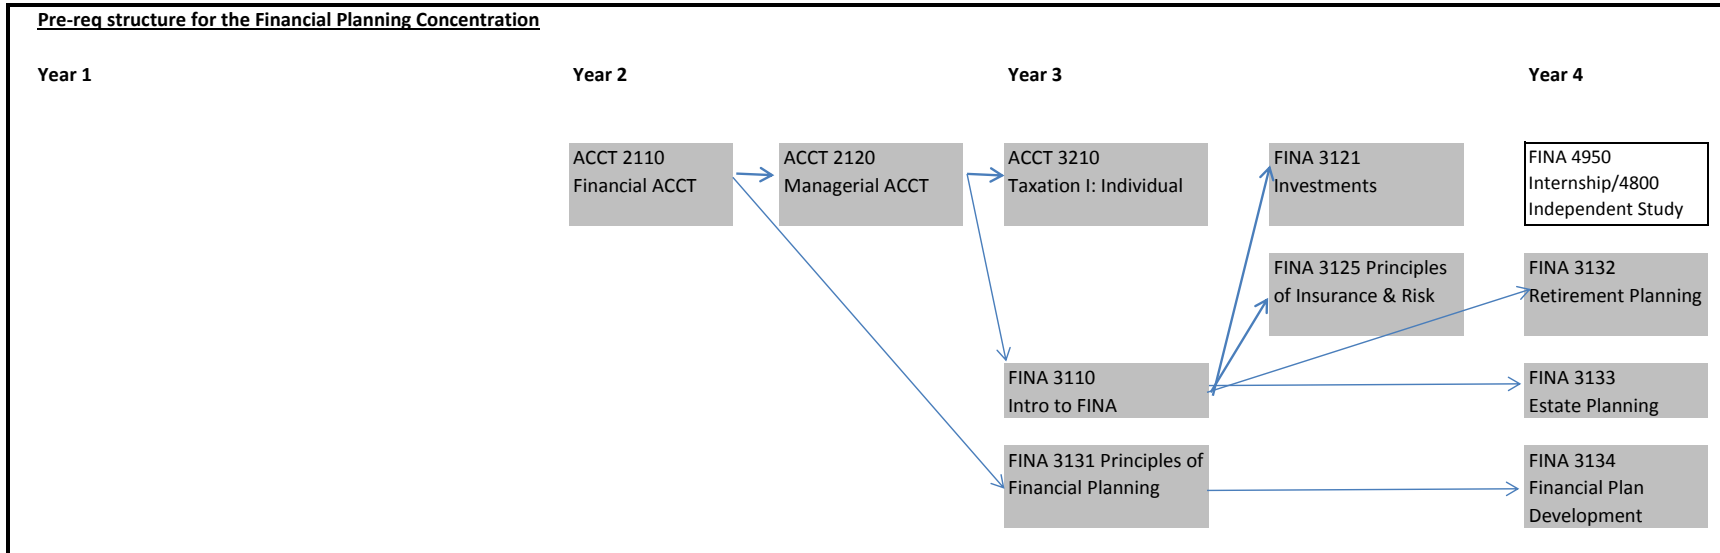 Pre-req structure for the Financial Planning Concentration
Year 1
Year 2
Year 3
Year 4
ACCT 2110
Financial ACCT
ACCT 2120
Managerial ACCT
ACCT 3210
Taxation I: Individual
FINA 3121
Investments
FINA 4950
Internship/4800
Independent Study
FINA 3125 Principles
of Insurance & Risk
FINA 3132
Retirement Planning
FINA 3110
Intro to FINA
FINA 3133
Estate Planning
FINA 3131 Principles of
Financial Planning
FINA 3134
Financial Plan
Development